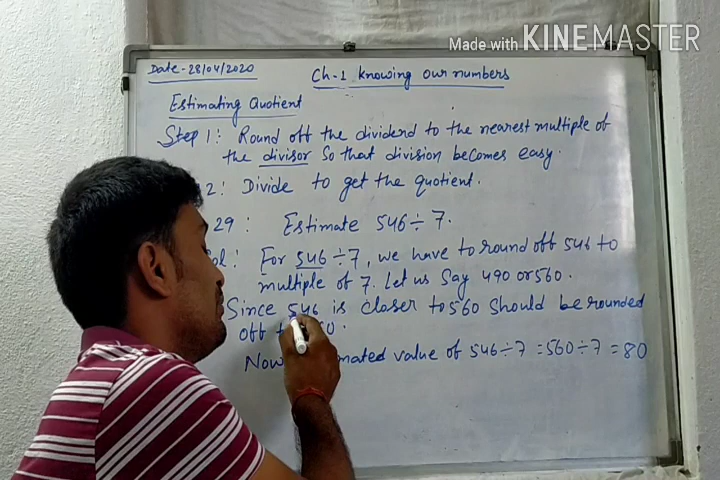 Made with KINEMASTER
Date - 28/04/2020
Ch-1 Knowing our numbers
Estimating Quotient
Step 1: Round off the dividend to the nearest multiple of
the divisor so that division becomes easy.
2: Divide to get the quotient.
29: Estimate 546÷7.
For 546÷7, we have to round off 546 to
multiple of 7. Let us say 490 or 560.
Since 546 is closer to 560 should be rounded
off
Now value of 546÷7 = 560÷7 = 80